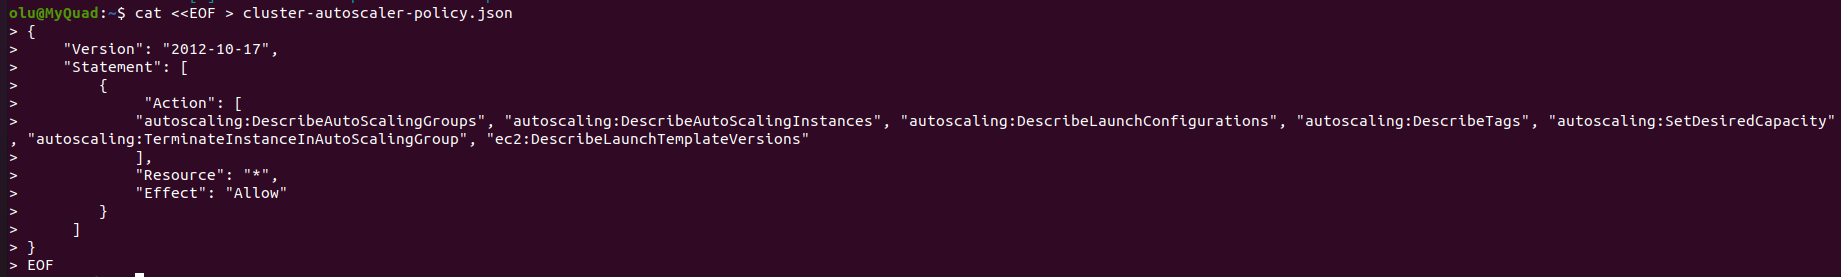 olu@MyQuad:~$ cat <<EOF > cluster-autoscaler-policy.json
> {
>     "Version": "2012-10-17",
>     "Statement": [
>         {
>              "Action": [
>             "autoscaling:DescribeAutoScalingGroups", "autoscaling:DescribeAutoScalingInstances", "autoscaling:DescribeLaunchConfigurations", "autoscaling:DescribeTags", "autoscaling:SetDesiredCapacity"
, "autoscaling:TerminateInstanceInAutoScalingGroup", "ec2:DescribeLaunchTemplateVersions"
>             ],
>             "Resource": "*",
>             "Effect": "Allow"
>         }
>      ]
> }
> EOF